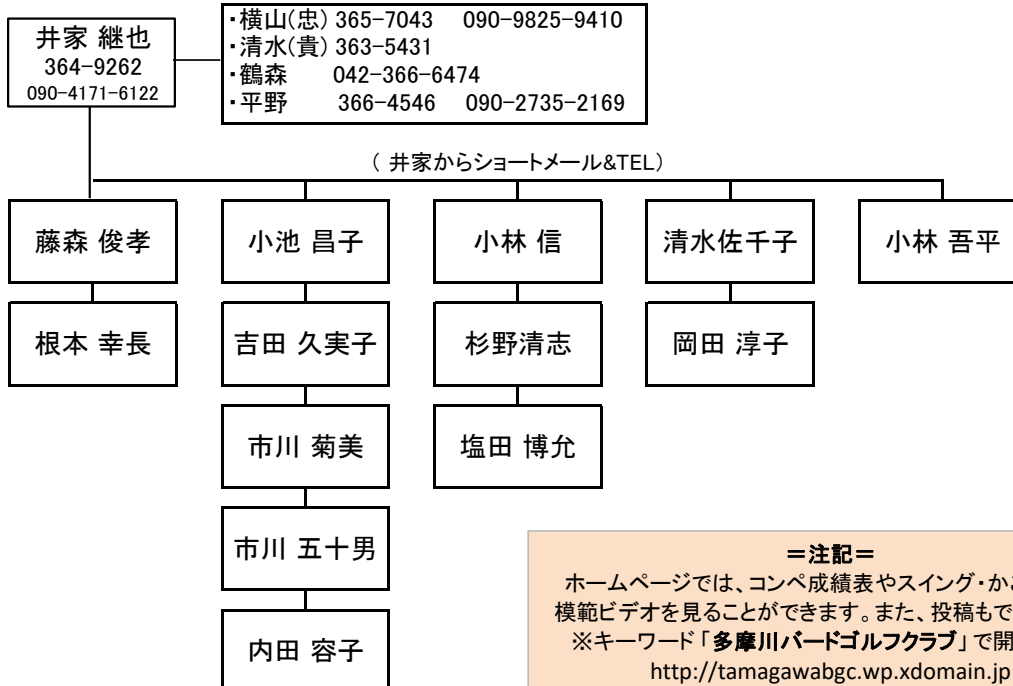 井家 継也
364-9262
090-4171-6122
・横山(忠) 365-7043 090-9825-9410
・清水(貴) 363-5431
・鶴森 042-366-6474
・平野 366-4546 090-2735-2169
( 井家からショートメール&TEL)
藤森 俊孝 小池 昌子 小林 信 清水佐千子 小林 吾平
根本 幸長 吉田 久実子 杉野清志 岡田 淳子
市川 菊美 塩田 博允
市川 五十男
内田 容子
＝注記＝
ホームページでは、コンペ成績表やスイング・か
模範ビデオを見ることができます。また、投稿もで
※キーワード「多摩川バードゴルフクラブ」で開
http://tamagawabgc.wp.xdomain.jp